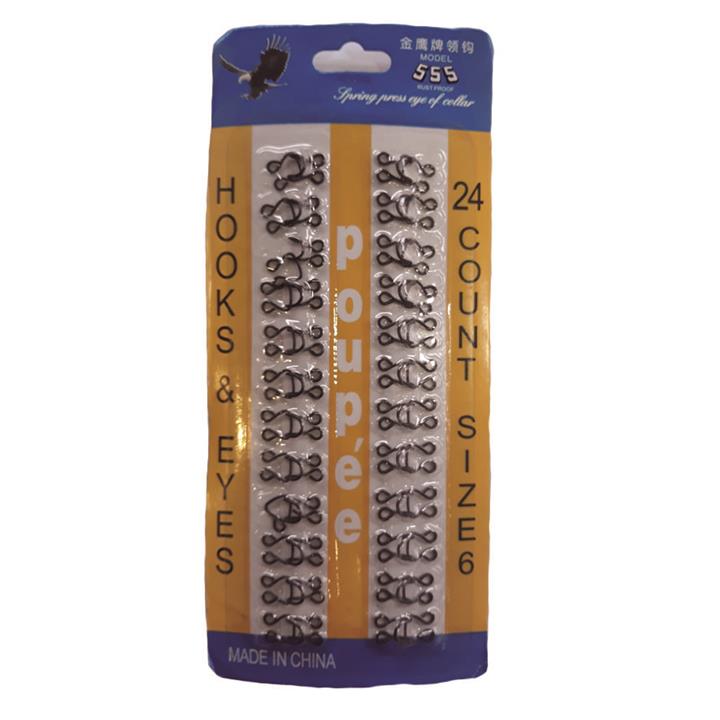 金鹰牌领钩
MODEL
555
RUST PROOF
Spring press eye of collar
HOOKS & EYES
poupée
24 COUNT SIZE 6
MADE IN CHINA